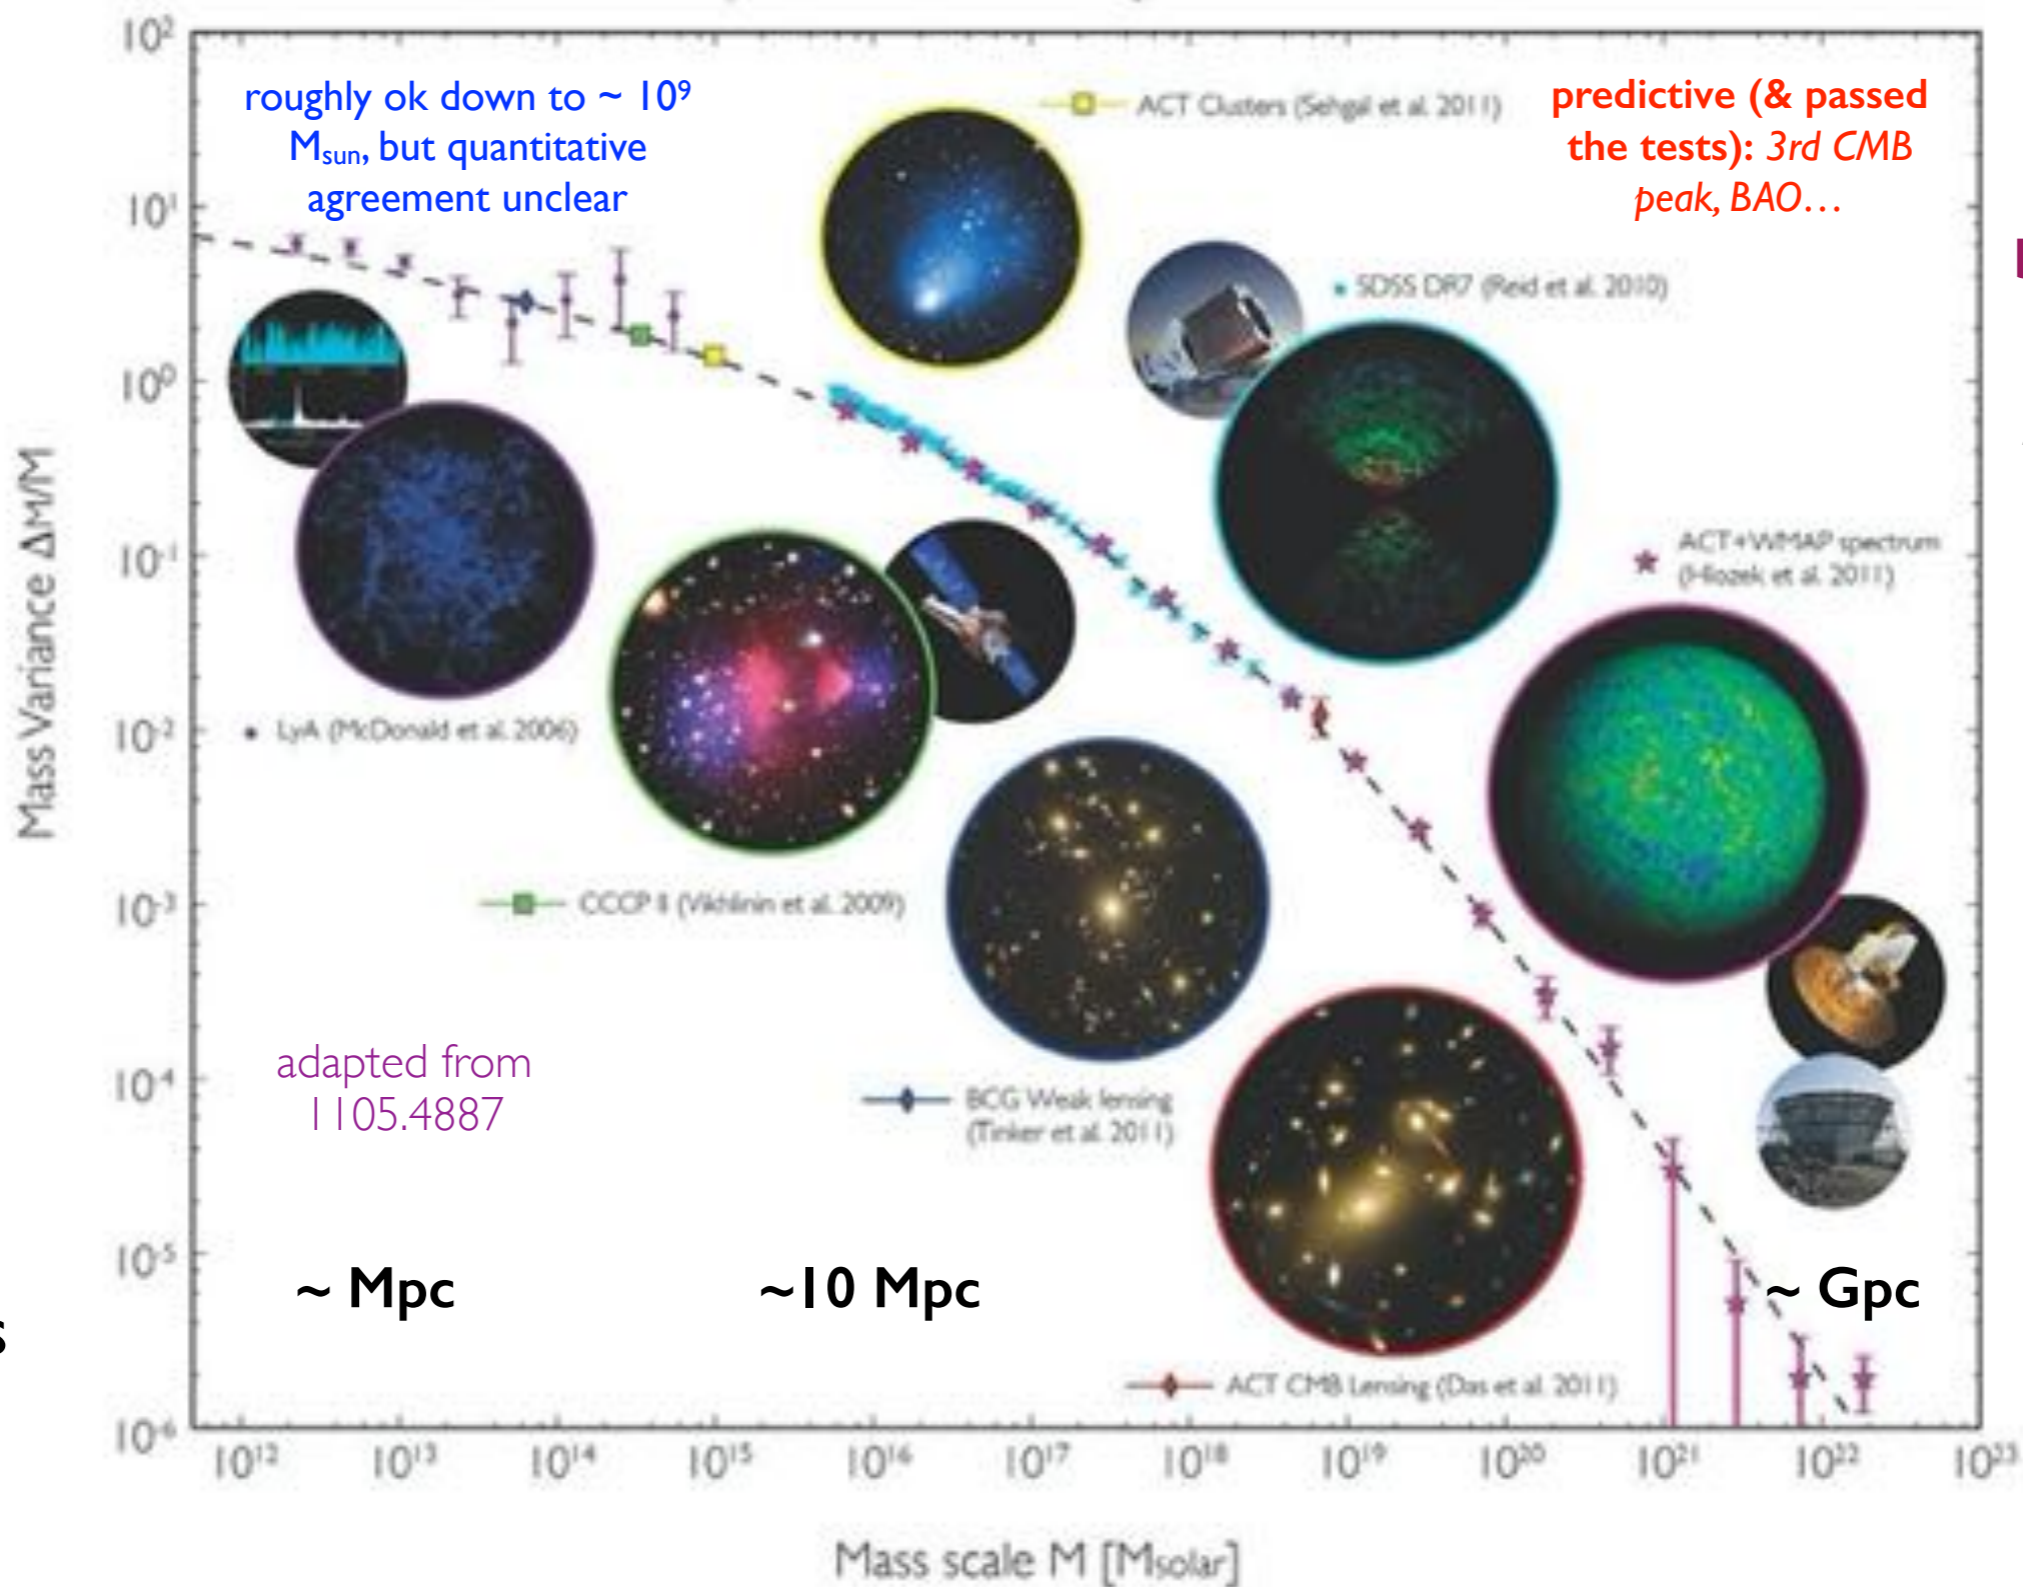 10²
roughly ok down to ~ 10⁹
M_sun, but quantitative
agreement unclear
ACT Clusters (Sehgal et al. 2011)
predictive (& passed
the tests): 3rd CMB
peak, BAO…
10¹
SDSS DR7 (Reid et al. 2010)
10⁰
Mass Variance ΔM/M
10⁻¹
ACT+WMAP spectrum
(Hlozek et al. 2011)
10⁻²
LyA (McDonald et al. 2006)
10⁻³
CCCP II (Vikhlinin et al. 2009)
adapted from
1105.4887
10⁻⁴
BCG Weak lensing
(Tinker et al. 2011)
10⁻⁵
~ Mpc
~10 Mpc
~ Gpc
s
ACT CMB Lensing (Das et al. 2011)
10⁻⁶
10¹² 10¹³ 10¹⁴ 10¹⁵ 10¹⁶ 10¹⁷ 10¹⁸ 10¹⁹ 10²⁰ 10²¹ 10²² 10²³
Mass scale M [Msolar]